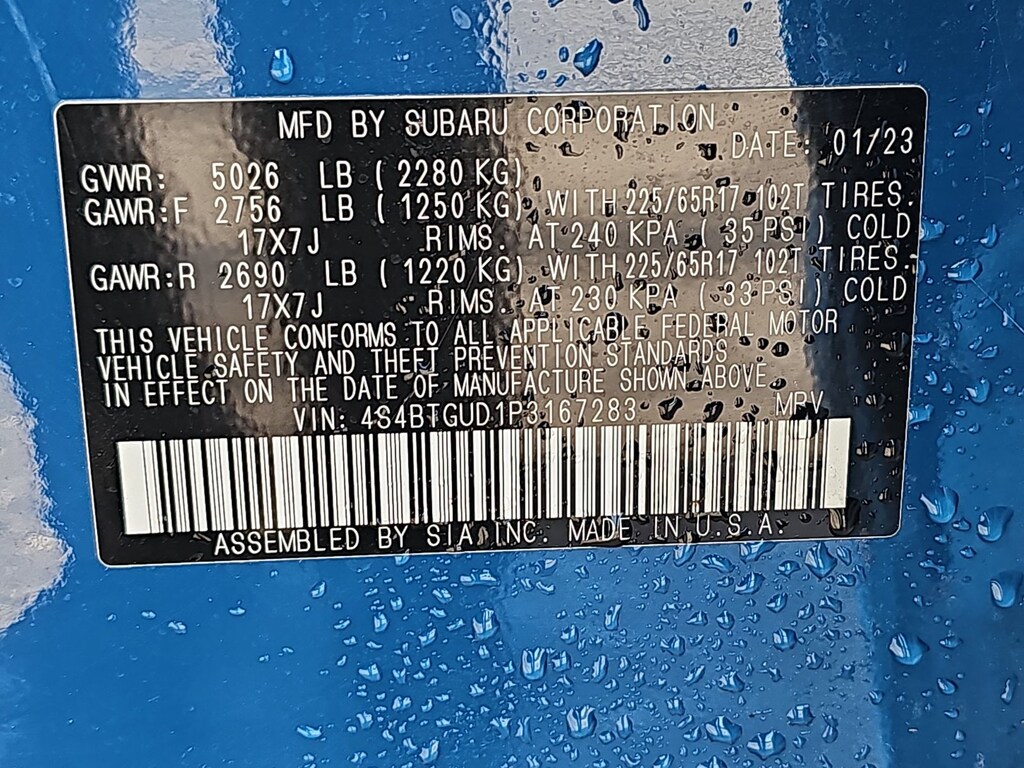 MFD BY SUBARU CORPORATION
DATE: 01/23
GVWR: 5026 LB ( 2280 KG)
GAWR:F 2756 LB ( 1250 KG) WITH 225/65R17 102T TIRES.
17X7J RIMS. AT 240 KPA ( 35 PSI) COLD
GAWR:R 2690 LB ( 1220 KG) WITH 225/65R17 102T TIRES.
17X7J RIMS AT 230 KPA ( 33 PSI) COLD
THIS VEHICLE CONFORMS TO ALL APPLICABLE FEDERAL MOTOR
VEHICLE SAFETY AND THEFT PREVENTION STANDARDS
IN EFFECT ON THE DATE OF MANUFACTURE SHOWN ABOVE.
VIN: 4S4BTGUD1P3167283 MPV
ASSEMBLED BY SIA, INC. MADE IN U.S.A.